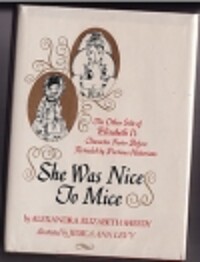 The Other Side of
Elizabeth I's
Character Never Before
Revealed by Previous Historians
She Was Nice
To Mice
by ALEXANDRA ELIZABETH SHEEDY
illustrated by JESSICA ANN LEVY